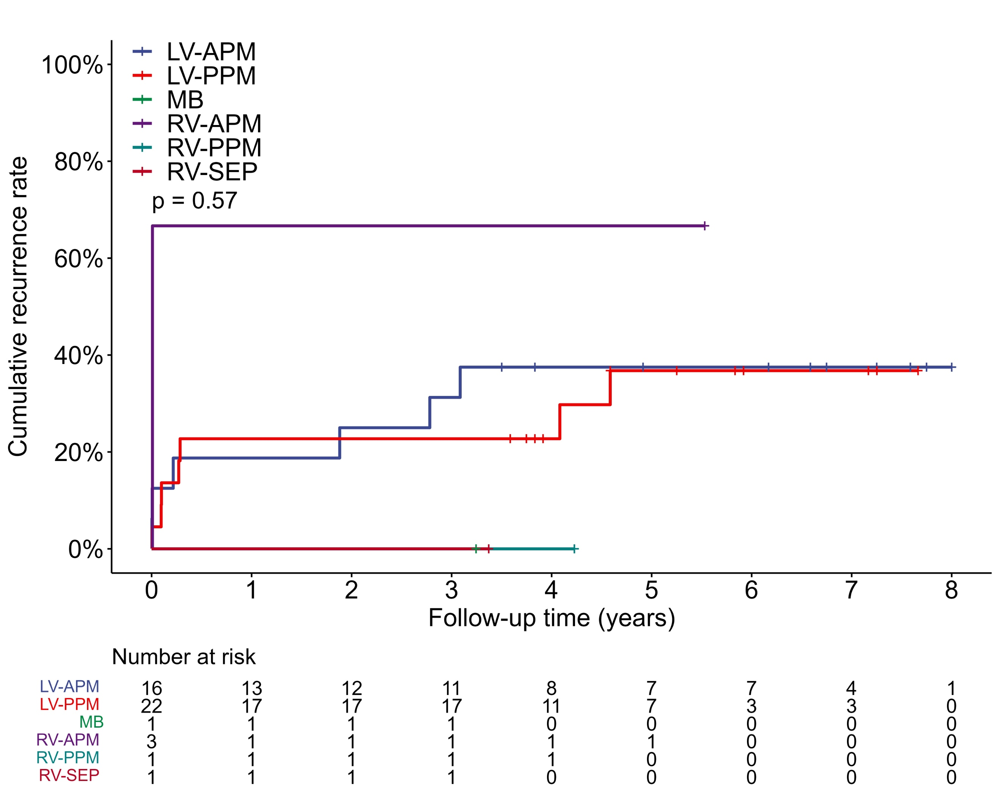 LV-APM
LV-PPM
MB
RV-APM
RV-PPM
RV-SEP
p = 0.57
100%
80%
60%
40%
20%
0%
Cumulative recurrence rate
0 1 2 3 4 5 6 7 8
Follow-up time (years)
Number at risk
LV-APM 16 13 12 11 8 7 7 4 1
LV-PPM 22 17 17 17 11 7 3 3 0
MB 1 1 1 1 0 0 0 0 0
RV-APM 3 1 1 1 1 1 0 0 0
RV-PPM 1 1 1 1 1 0 0 0 0
RV-SEP 1 1 1 1 0 0 0 0 0